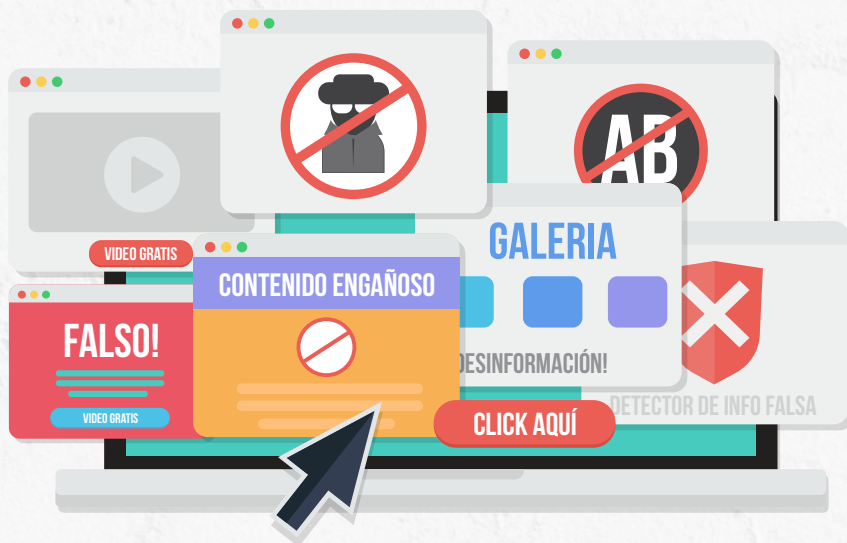 AB
GALERIA
VIDEO GRATIS
CONTENIDO ENGAÑOSO
FALSO!
DESINFORMACIÓN!
DETECTOR DE INFO FALSA
VIDEO GRATIS
CLICK AQUÍ